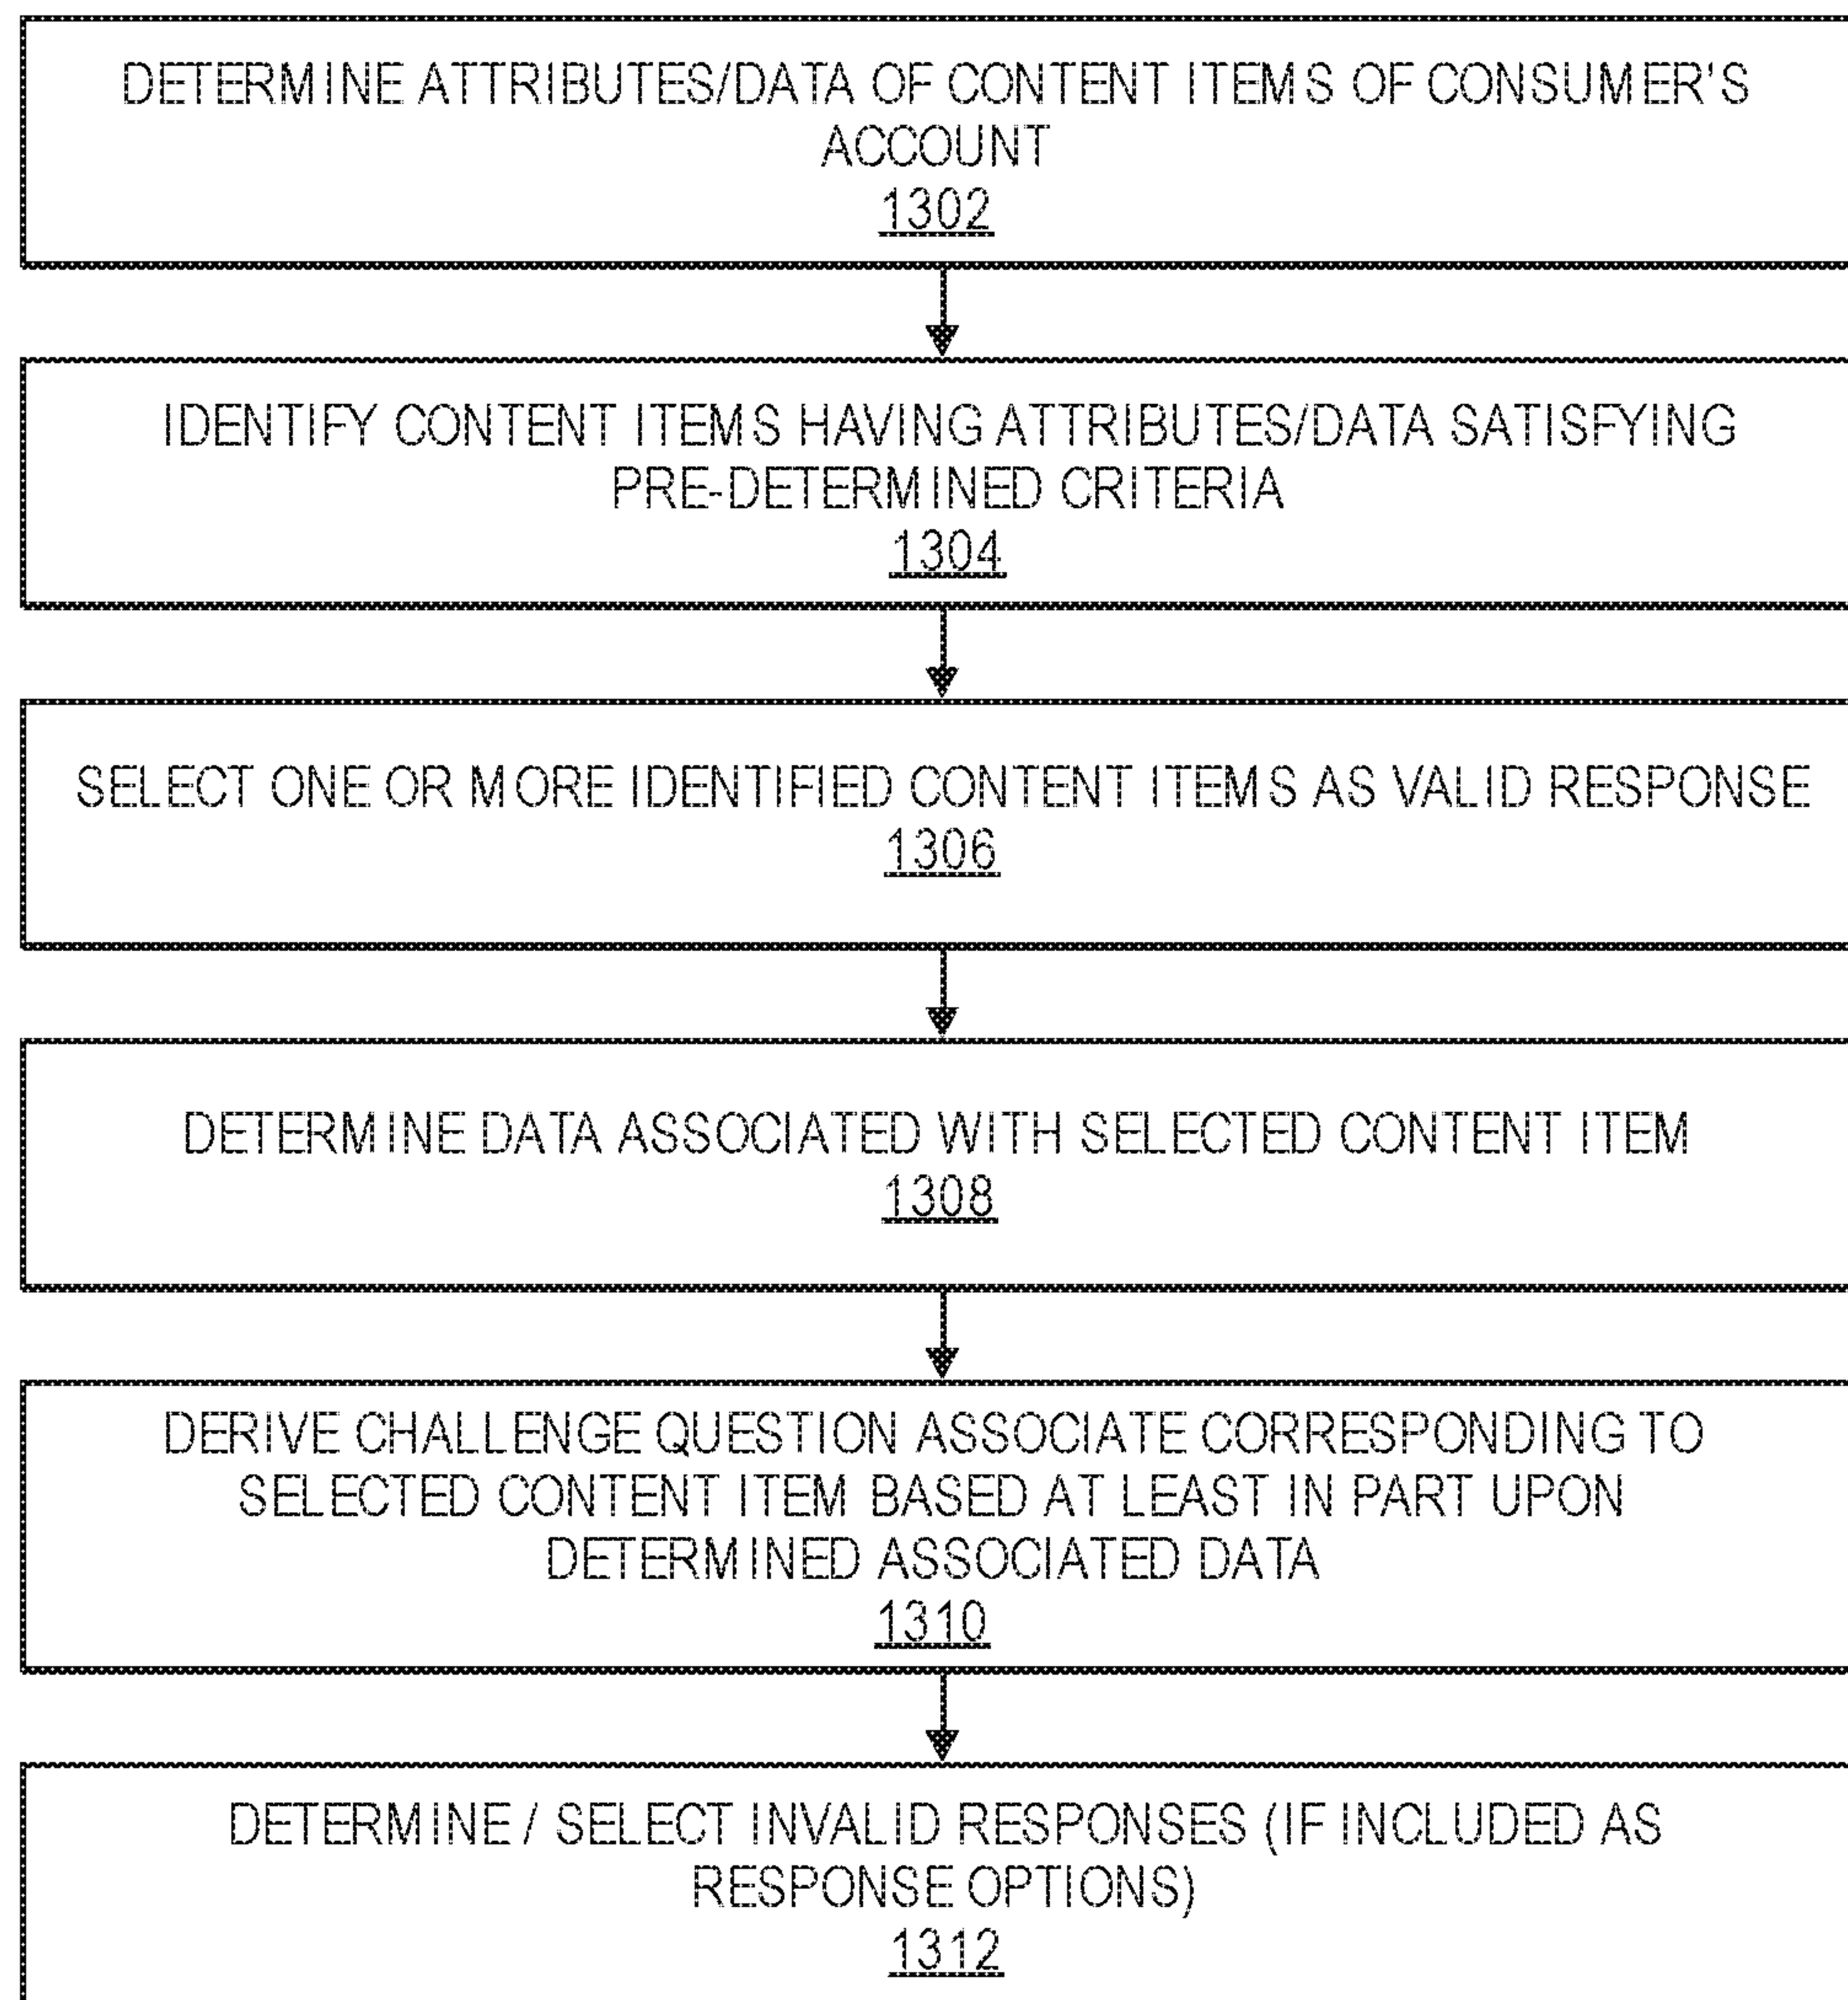 DETERMINE ATTRIBUTES/DATA OF CONTENT ITEMS OF CONSUMER'S
ACCOUNT
1302
IDENTIFY CONTENT ITEMS HAVING ATTRIBUTES/DATA SATISFYING
PRE-DETERMINED CRITERIA
1304
SELECT ONE OR MORE IDENTIFIED CONTENT ITEMS AS VALID RESPONSE
1306
DETERMINE DATA ASSOCIATED WITH SELECTED CONTENT ITEM
1308
DERIVE CHALLENGE QUESTION ASSOCIATE CORRESPONDING TO
SELECTED CONTENT ITEM BASED AT LEAST IN PART UPON
DETERMINED ASSOCIATED DATA
1310
DETERMINE / SELECT INVALID RESPONSES (IF INCLUDED AS
RESPONSE OPTIONS)
1312